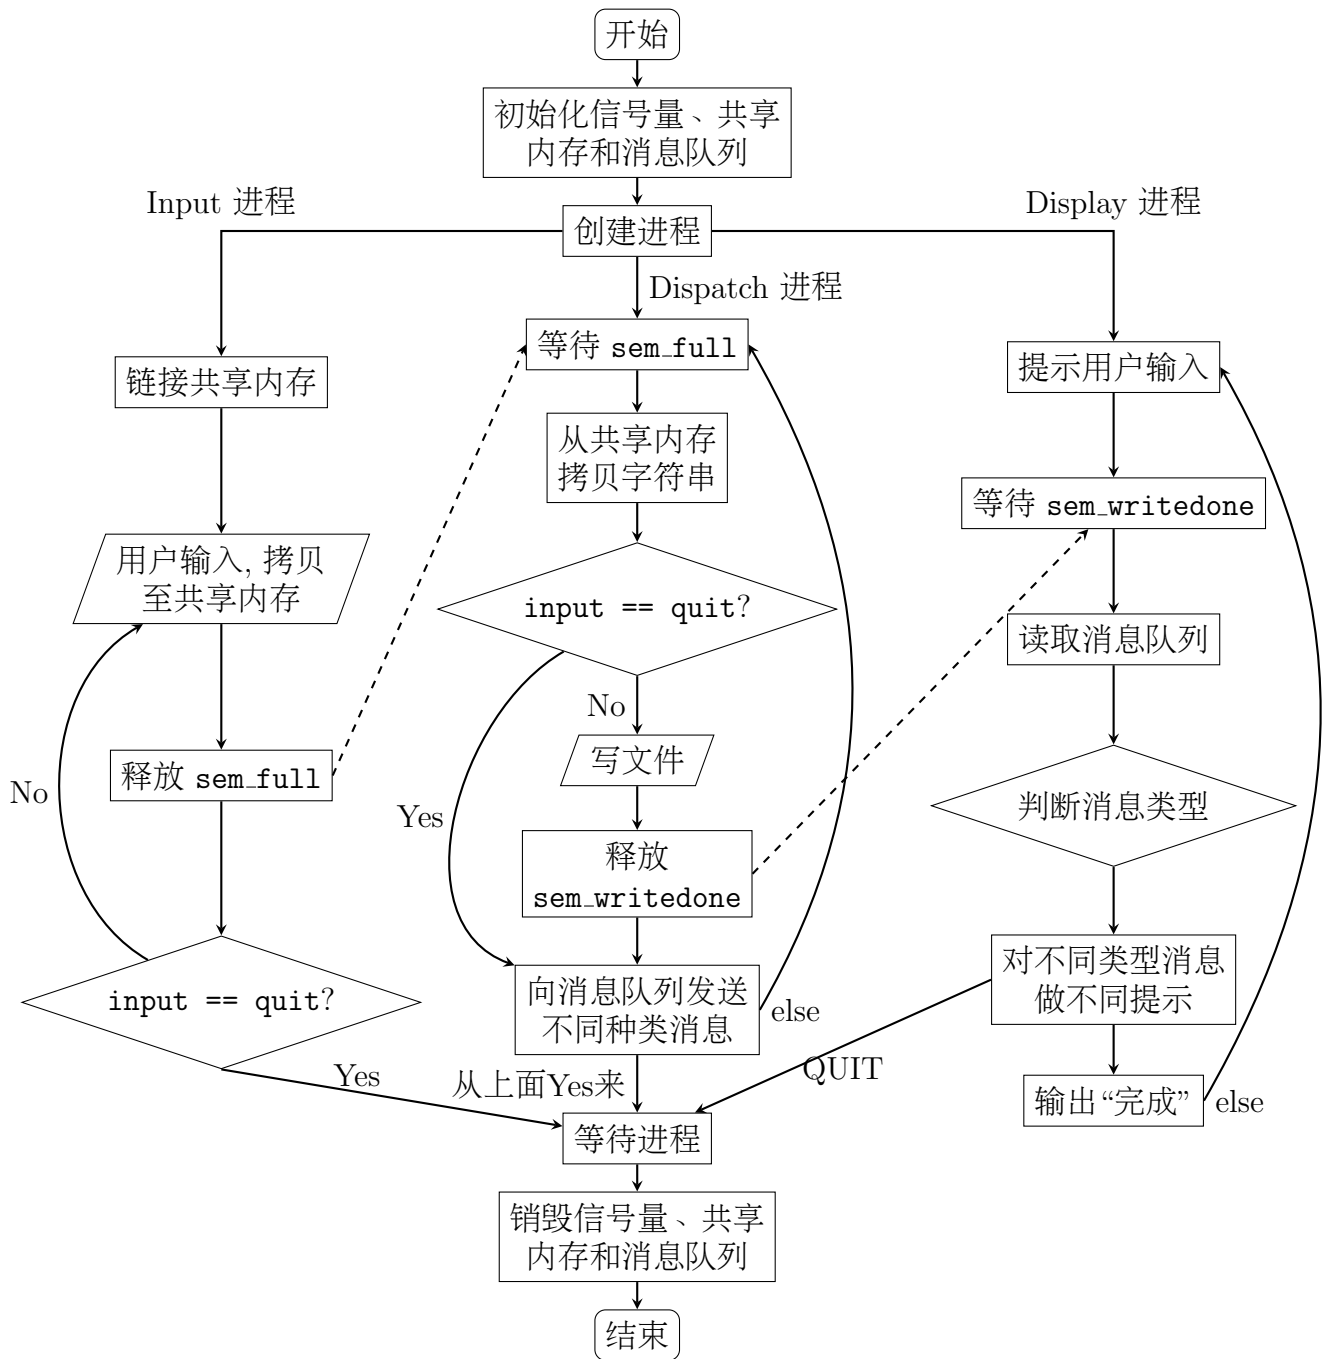 开始
初始化信号量、共享
内存和消息队列
Input 进程
创建进程
Display 进程
Dispatch 进程
等待 sem_full
链接共享内存
提示用户输入
从共享内存
拷贝字符串
等待 sem_writedone
用户输入, 拷贝
至共享内存
input == quit?
读取消息队列
No
写文件
释放 sem_full
No
Yes
判断消息类型
释放
sem_writedone
input == quit?
向消息队列发送
不同种类消息
else
对不同类型消息
做不同提示
Yes
从上面Yes来
QUIT
输出“完成”
else
等待进程
销毁信号量、共享
内存和消息队列
结束